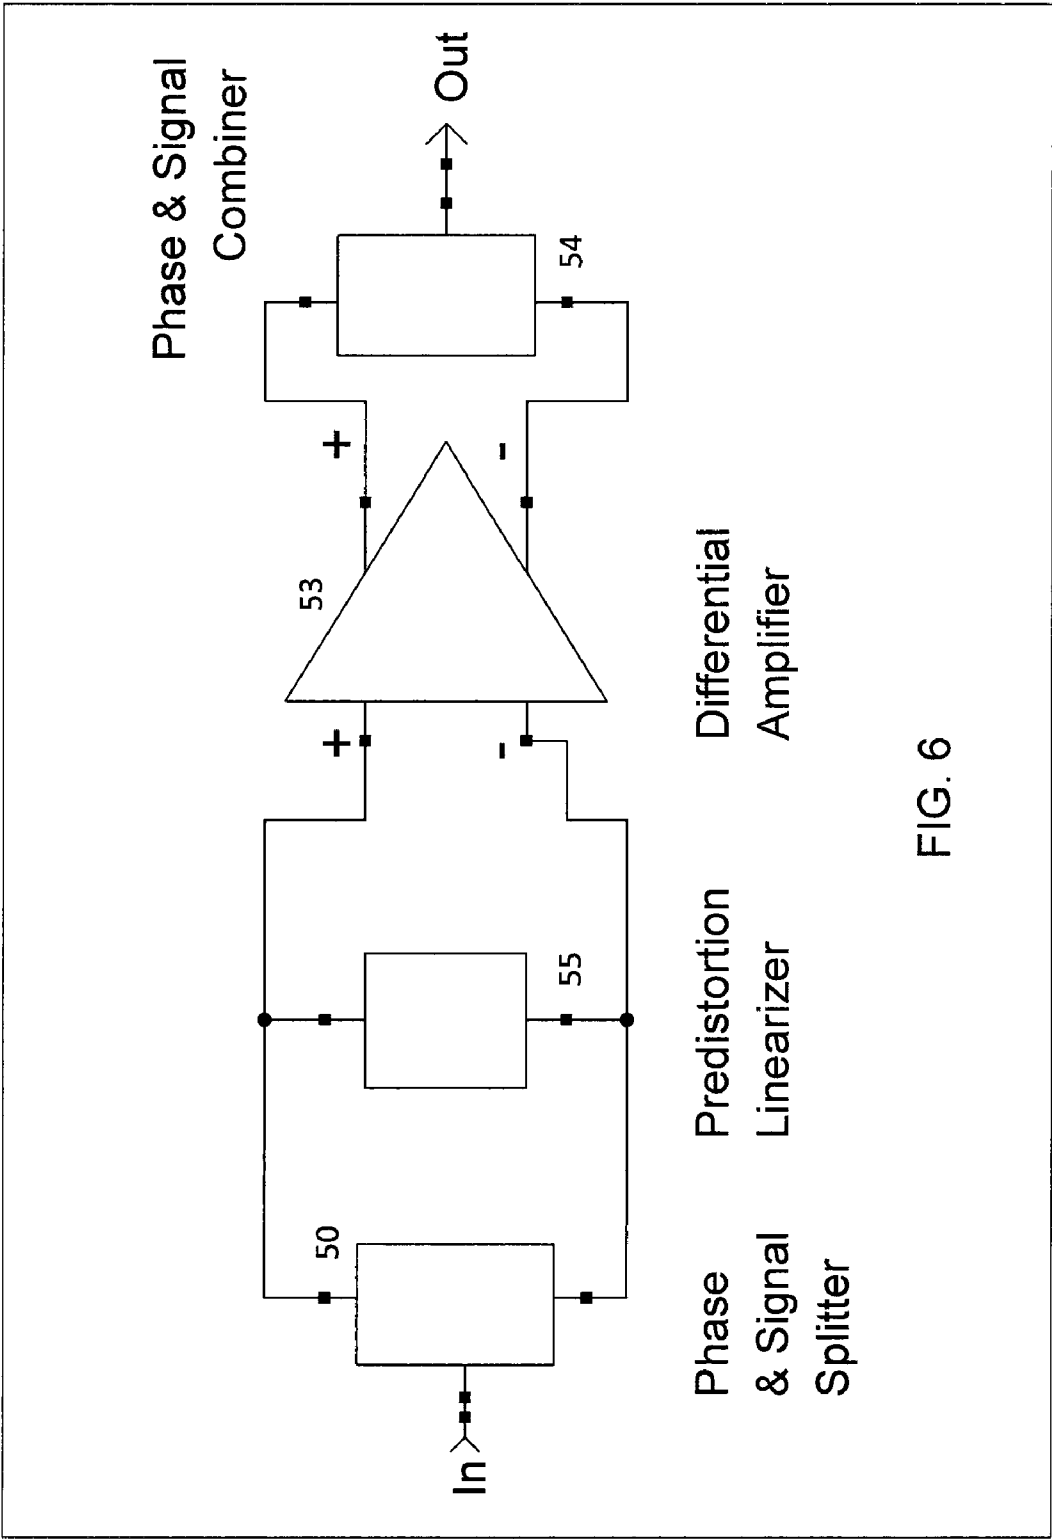 Phase & Signal
Combiner
In
Out
50
53
54
55
+
-
+
-
Phase
& Signal
Splitter
Predistortion
Linearizer
Differential
Amplifier
FIG. 6